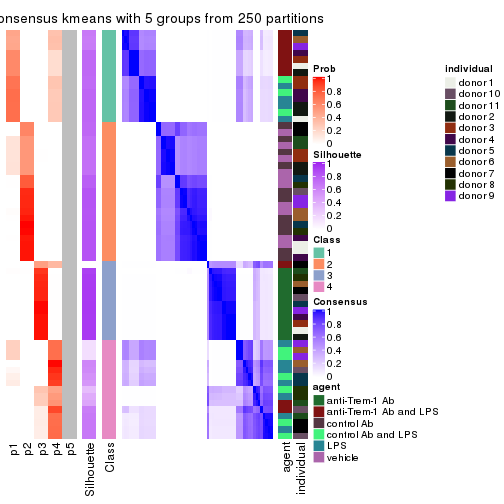 onsensus kmeans with 5 groups from 250 partitions
Prob
1
0.8
0.6
0.4
0.2
0
Silhouette
1
0.8
0.6
0.4
0.2
0
Class
1
2
3
4
Consensus
1
0.8
0.6
0.4
0.2
0
agent
anti-Trem-1 Ab
anti-Trem-1 Ab and LPS
control Ab
control Ab and LPS
LPS
vehicle
individual
donor 1
donor 10
donor 11
donor 2
donor 3
donor 4
donor 5
donor 6
donor 7
donor 8
donor 9
p1
p2
p3
p4
p5
Silhouette
Class
agent
individual